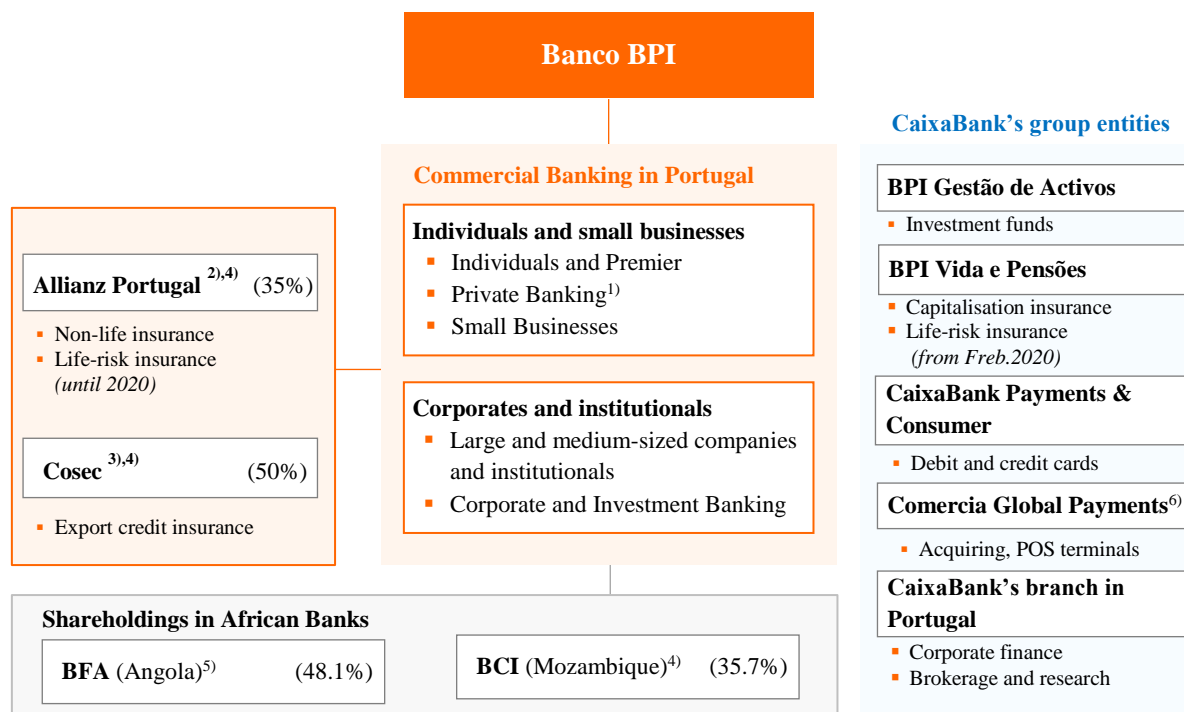 Banco BPI
Allianz Portugal 2),4) (35%)
▪ Non-life insurance
▪ Life-risk insurance
(until 2020)
Cosec 3),4) (50%)
▪ Export credit insurance
Commercial Banking in Portugal
Individuals and small businesses
▪ Individuals and Premier
▪ Private Banking1)
▪ Small Businesses
Corporates and institutionals
▪ Large and medium-sized companies
and institutionals
▪ Corporate and Investment Banking
Shareholdings in African Banks
BFA (Angola)5) (48.1%)
BCI (Mozambique)4) (35.7%)
CaixaBank’s group entities
BPI Gestão de Activos
▪ Investment funds
BPI Vida e Pensões
▪ Capitalisation insurance
▪ Life-risk insurance
(from Freb.2020)
CaixaBank Payments &
Consumer
▪ Debit and credit cards
Comercia Global Payments6)
▪ Acquiring, POS terminals
CaixaBank’s branch in
Portugal
▪ Corporate finance
▪ Brokerage and research